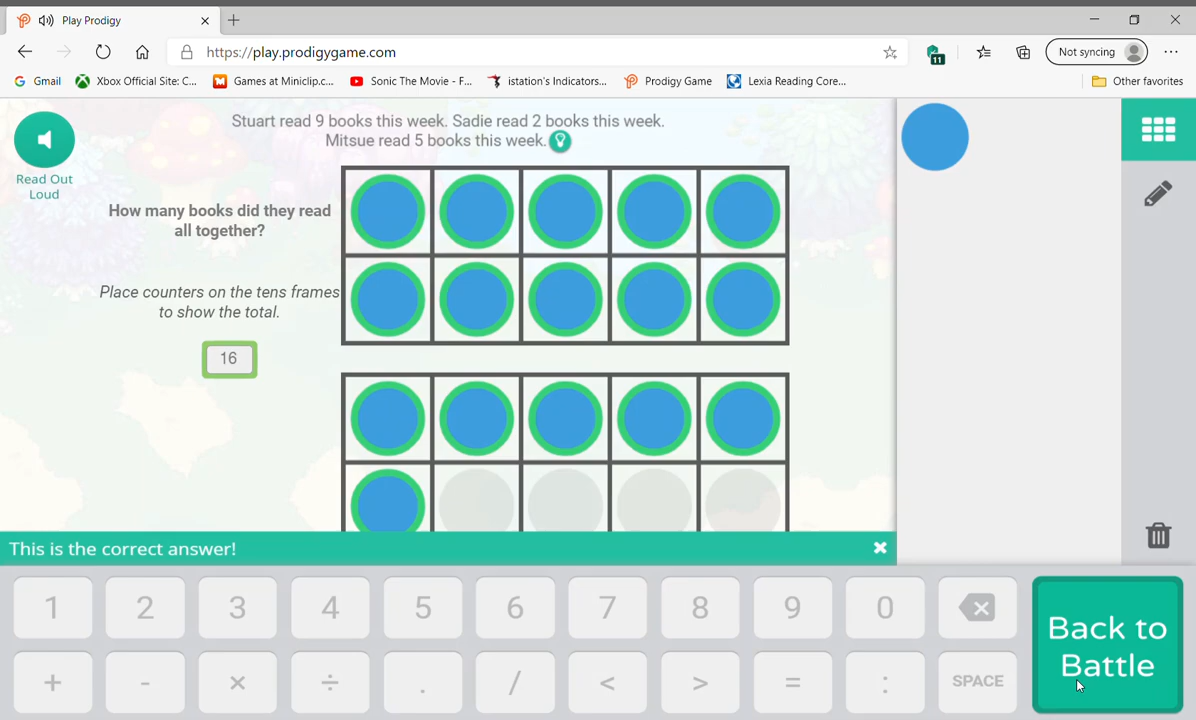 Play Prodigy
https://play.prodigygame.com
11
Not syncing
Gmail
Xbox Official Site: C...
Games at Miniclip.c...
Sonic The Movie - F...
istation's Indicators...
Prodigy Game
Lexia Reading Core...
Other favorites
Read Out
Loud
Stuart read 9 books this week. Sadie read 2 books this week.
Mitsue read 5 books this week.
How many books did they read
all together?
Place counters on the tens frames
to show the total.
16
This is the correct answer!
1 2 3 4 5 6 7 8 9 0
+ - × ÷ . / < > = : SPACE
Back to
Battle